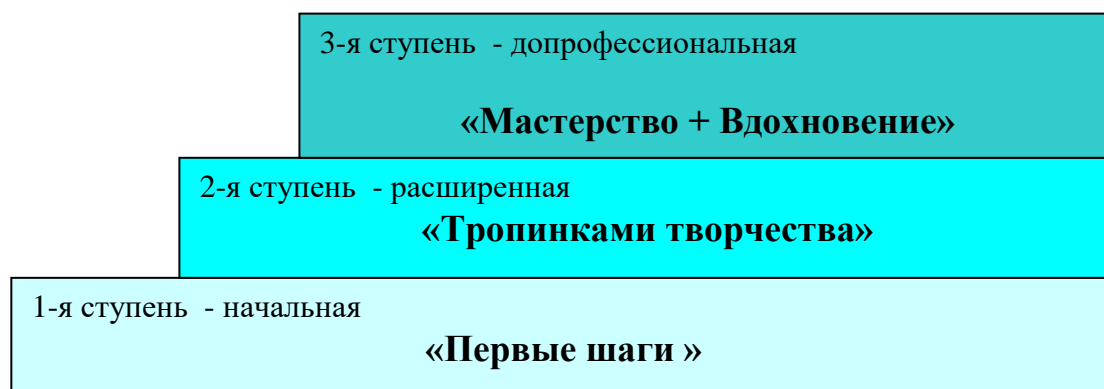 3-я ступень  - допрофессиональная
«Мастерство + Вдохновение»
2-я ступень  - расширенная
«Тропинками творчества»
1-я ступень  - начальная
«Первые шаги »